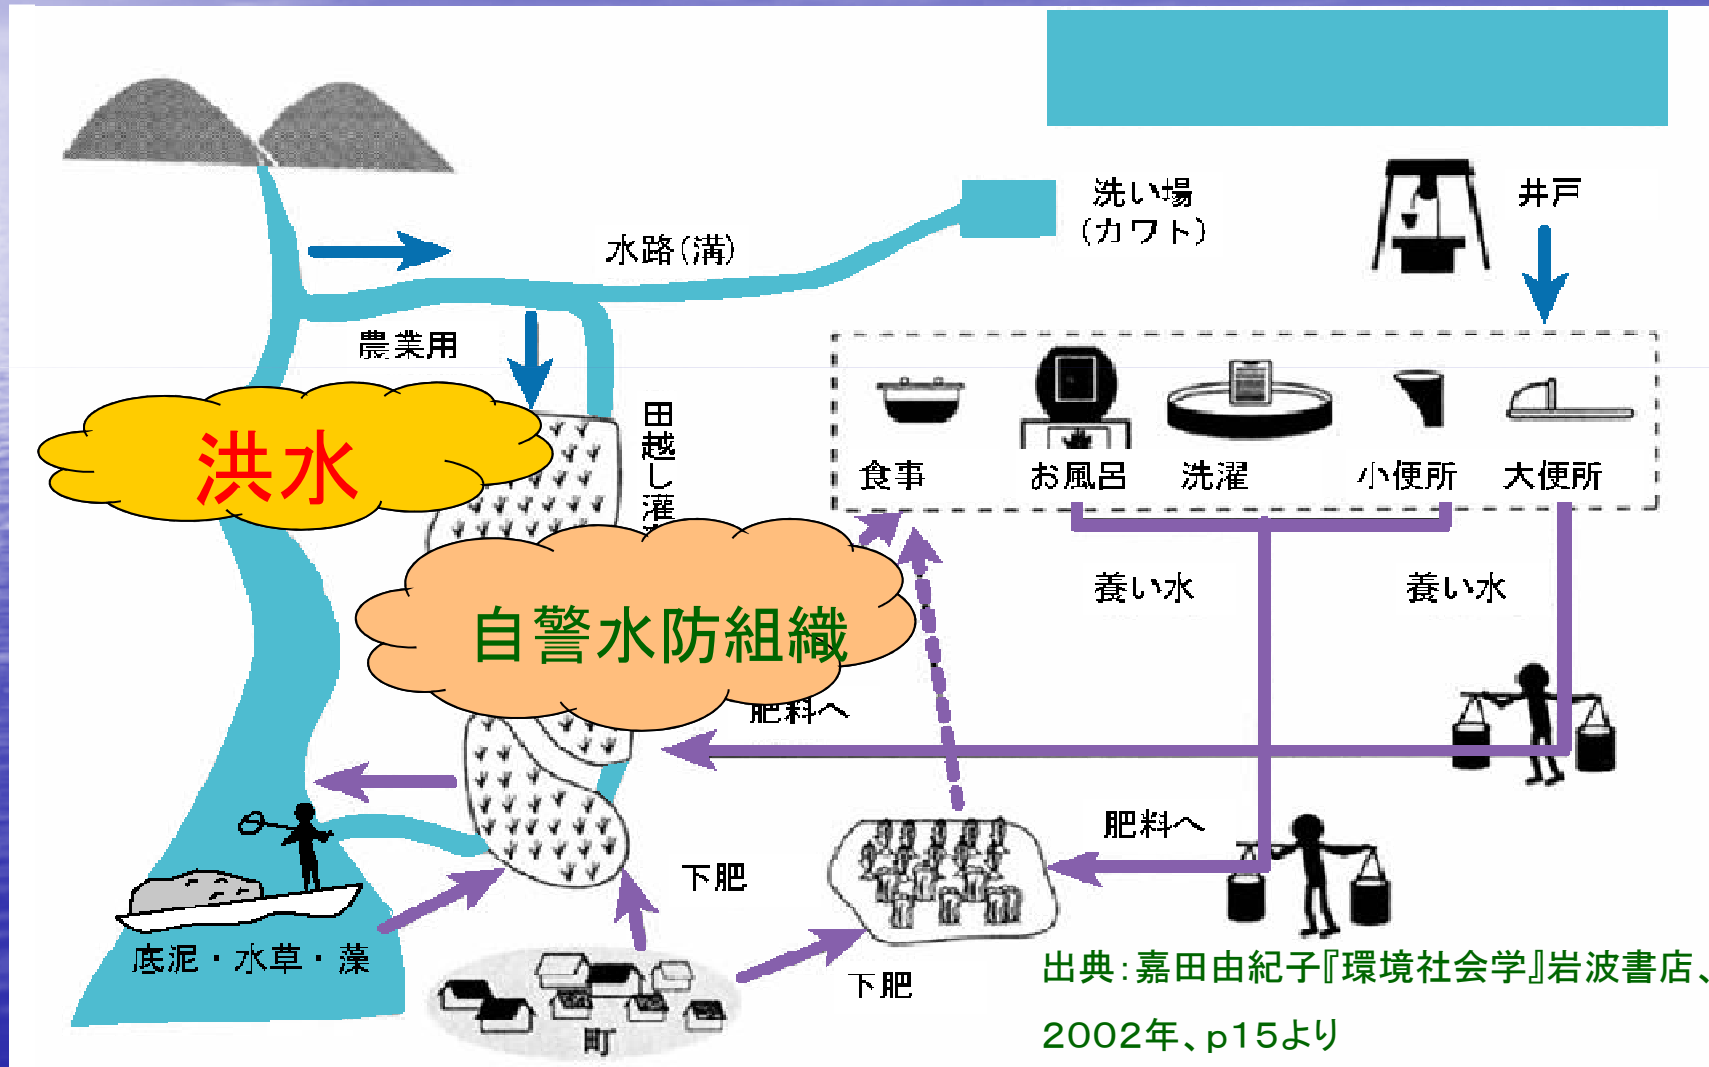 洗い場
(カワト)
井戸
水路(溝)
農業用
洪水
田越し灌
食事
お風呂
洗濯
小便所
大便所
養い水
養い水
自警水防組織
肥料へ
肥料へ
下肥
底泥・水草・藻
下肥
町
出典:嘉田由紀子『環境社会学』岩波書店、
2002年、p15より